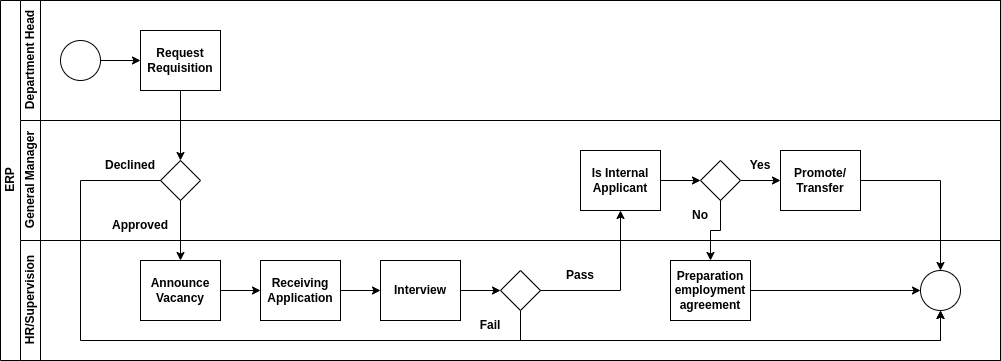 ERP
Department Head
Request
Requisition
General Manager
Declined
Approved
Is Internal
Applicant
Yes
No
Promote/
Transfer
HR/Supervision
Announce
Vacancy
Receiving
Application
Interview
Pass
Fail
Preparation
employment
agreement